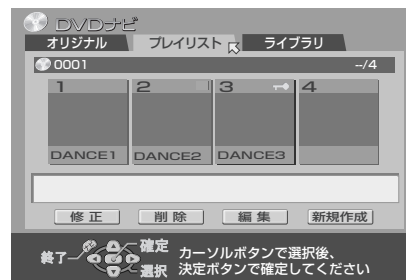 DVDナビ
オリジナル プレイリスト ライブラリ
0001 --/4
1 2 3 4
DANCE1 DANCE2 DANCE3
修正 削除 編集 新規作成
終了 確定 カーソルボタンで選択後、
選択 決定ボタンで確定してください